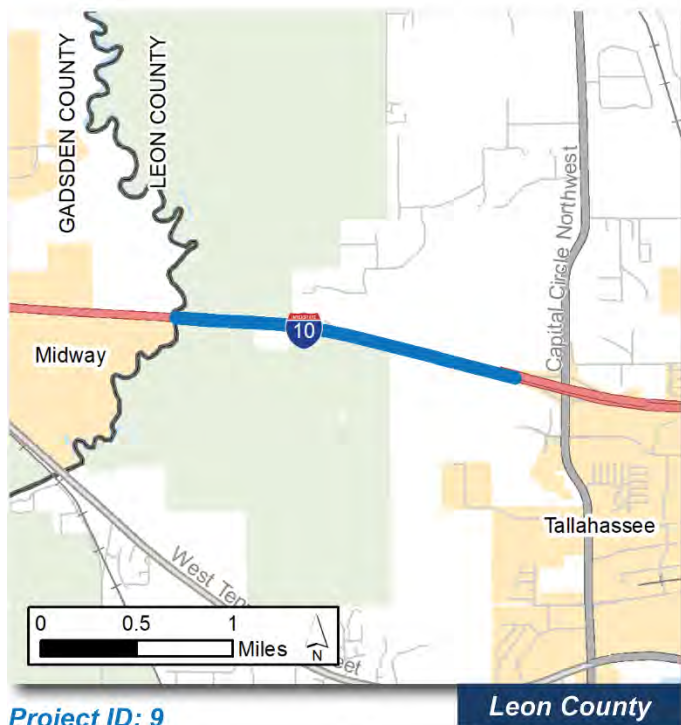 GADSDEN COUNTY
LEON COUNTY
Capital Circle Northwest
10
Midway
Tallahassee
West Ten
eet
0 0.5 1
Miles
N
Project ID: 9
Leon County